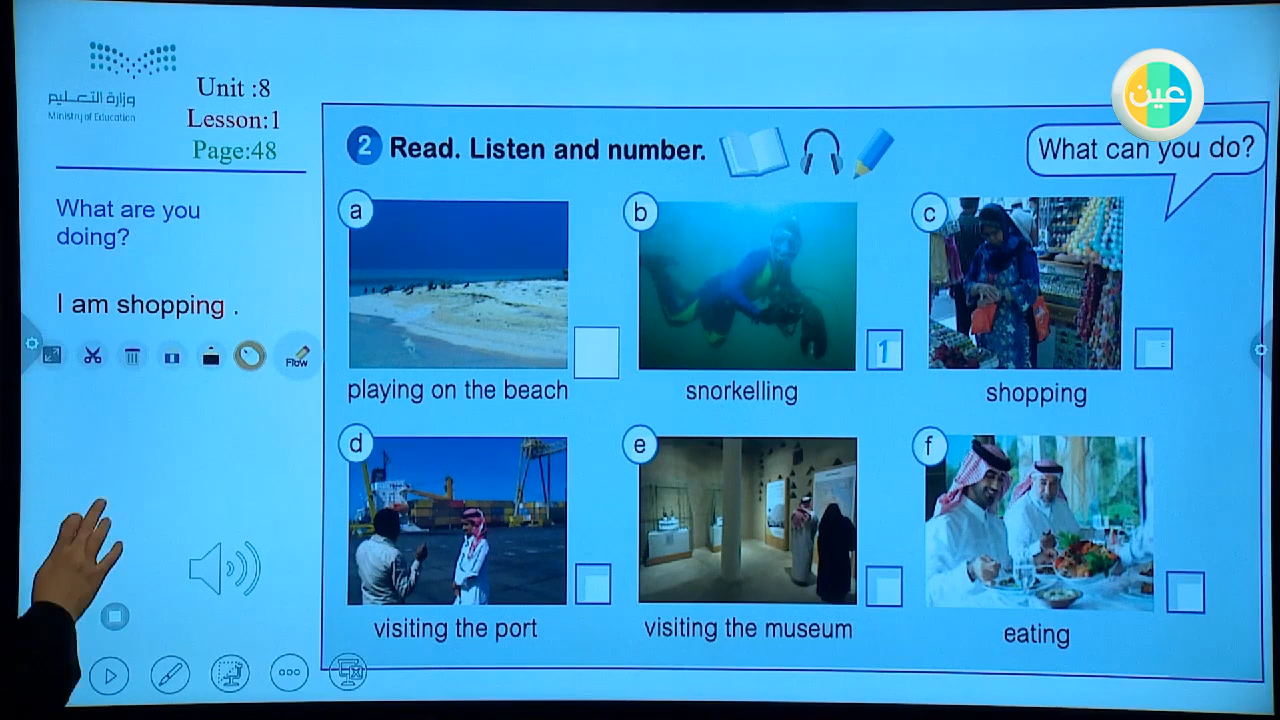 وزارة التعليم
Ministry of Education
Unit :8
Lesson:1
Page:48
عين
2 Read. Listen and number.
What can you do?
What are you
doing?
I am shopping .
Flow
a
b
c
1
playing on the beach
snorkelling
shopping
d
e
f
visiting the port
visiting the museum
eating